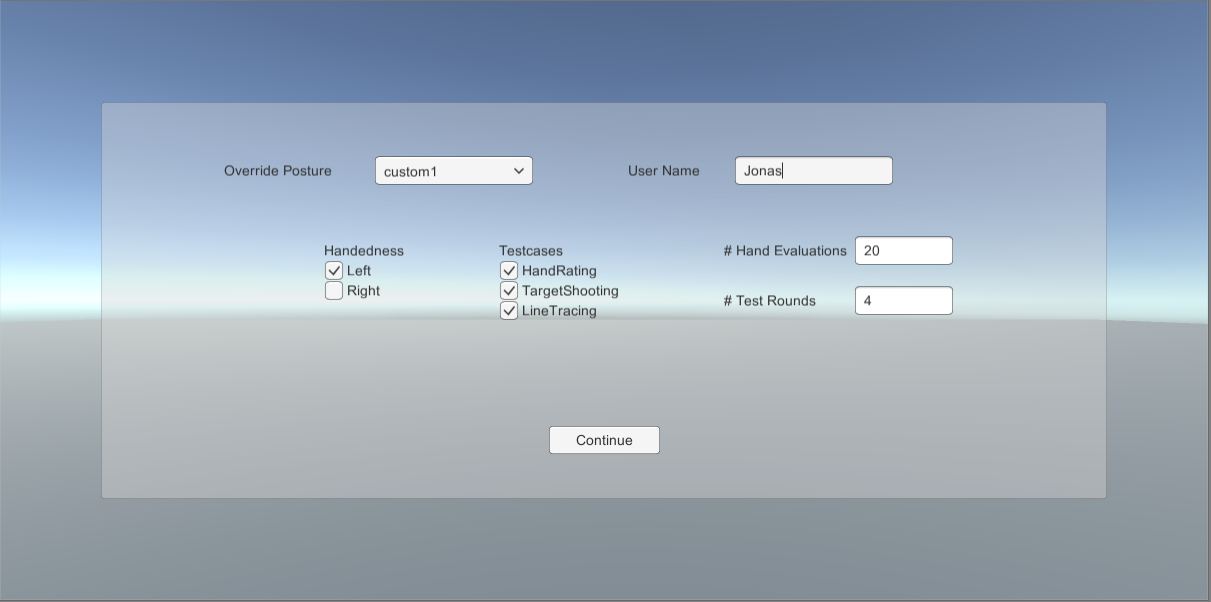 Override Posture custom1 User Name Jonas
Handedness Testcases # Hand Evaluations 20
Left HandRating
Right TargetShooting # Test Rounds 4
LineTracing
Continue